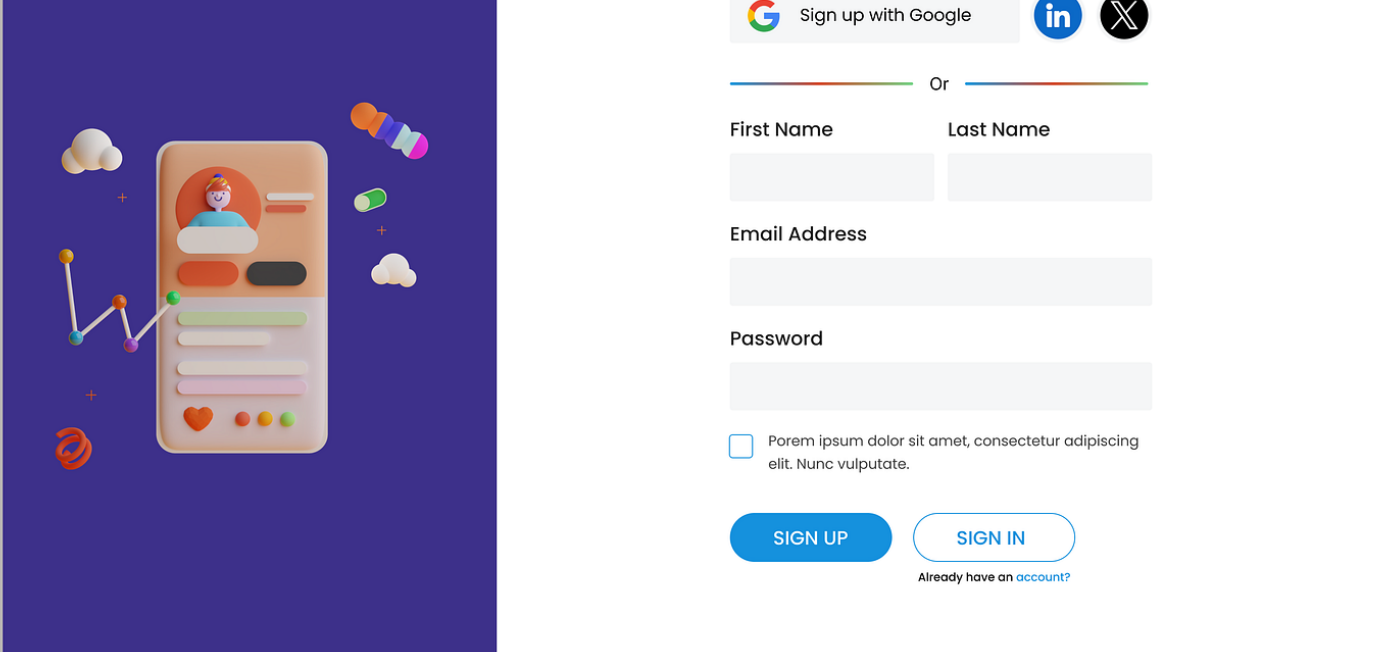 Sign up with Google
in
X
Or
First Name Last Name
Email Address
Password
Porem ipsum dolor sit amet, consectetur adipiscing
elit. Nunc vulputate.
SIGN UP SIGN IN
Already have an account?